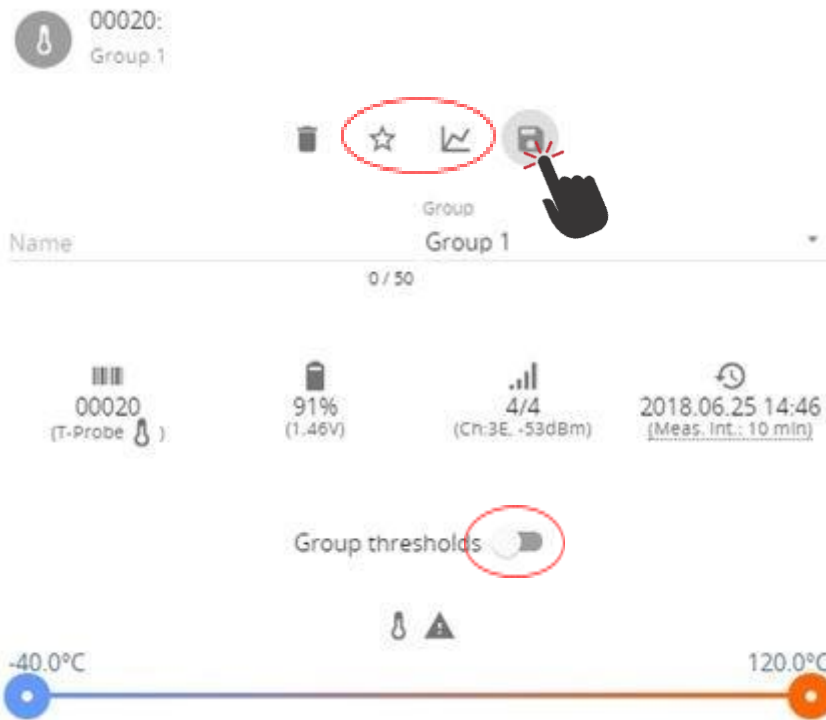 00020:
Group 1
Group
Name
Group 1
0 / 50
00020
91%
4/4
2018.06.25 14:46
(T-Probe )
(1.46V)
(Ch:3E, -53dBm)
(Meas. Int.: 10 min)
Group thresholds
-40.0°C
120.0°C